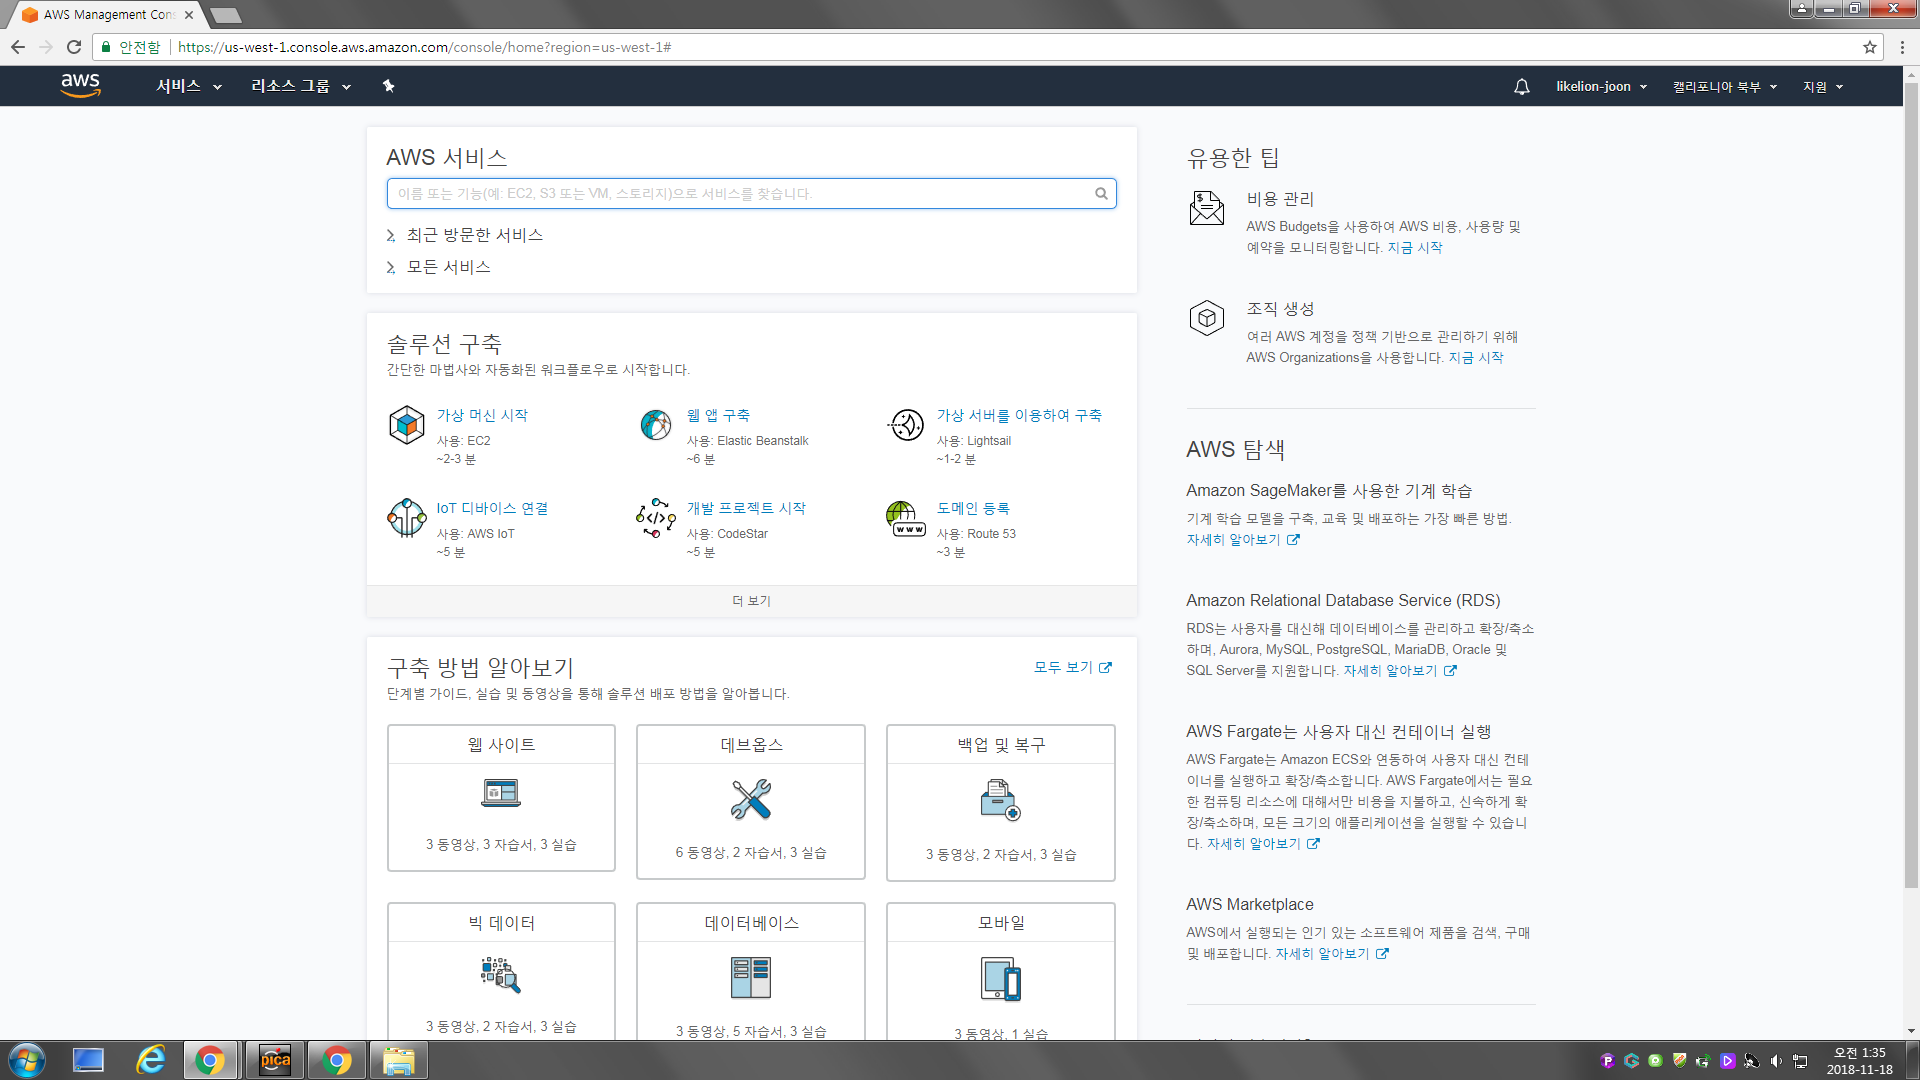 AWS Management Con
안전함
https://us-west-1.console.aws.amazon.com/console/home?region=us-west-1#
aws
서비스
리소스 그룹
likelion-joon
캘리포니아 북부
지원
AWS 서비스
이름 또는 기능(예: EC2, S3 또는 VM, 스토리지)으로 서비스를 찾습니다.
최근 방문한 서비스
모든 서비스
솔루션 구축
간단한 마법사와 자동화된 워크플로우로 시작합니다.
가상 머신 시작
사용: EC2
~2-3 분
웹 앱 구축
사용: Elastic Beanstalk
~6 분
가상 서버를 이용하여 구축
사용: Lightsail
~1-2 분
IoT 디바이스 연결
사용: AWS IoT
~5 분
개발 프로젝트 시작
사용: CodeStar
~5 분
도메인 등록
사용: Route 53
~3 분
더 보기
구축 방법 알아보기
모두 보기
단계별 가이드, 실습 및 동영상을 통해 솔루션 배포 방법을 알아봅니다.
웹 사이트
3 동영상, 3 자습서, 3 실습
데브옵스
6 동영상, 2 자습서, 3 실습
백업 및 복구
3 동영상, 2 자습서, 3 실습
빅 데이터
3 동영상, 2 자습서, 3 실습
데이터베이스
3 동영상, 5 자습서, 3 실습
모바일
3 동영상, 1 실습
유용한 팁
비용 관리
AWS Budgets을 사용하여 AWS 비용, 사용량 및
예약을 모니터링합니다. 지금 시작
조직 생성
여러 AWS 계정을 정책 기반으로 관리하기 위해
AWS Organizations을 사용합니다. 지금 시작
AWS 탐색
Amazon SageMaker를 사용한 기계 학습
기계 학습 모델을 구축, 교육 및 배포하는 가장 빠른 방법.
자세히 알아보기
Amazon Relational Database Service (RDS)
RDS는 사용자를 대신해 데이터베이스를 관리하고 확장/축소
하며, Aurora, MySQL, PostgreSQL, MariaDB, Oracle 및
SQL Server를 지원합니다. 자세히 알아보기
AWS Fargate는 사용자 대신 컨테이너 실행
AWS Fargate는 Amazon ECS와 연동하여 사용자 대신 컨테
이너를 실행하고 확장/축소합니다. AWS Fargate에서는 필요
한 컴퓨팅 리소스에 대해서만 비용을 지불하고, 신속하게 확
장/축소하며, 모든 크기의 애플리케이션을 실행할 수 있습니
다. 자세히 알아보기
AWS Marketplace
AWS에서 실행되는 인기 있는 소프트웨어 제품을 검색, 구매
및 배포합니다. 자세히 알아보기
pica
오전 1:35
2018-11-18